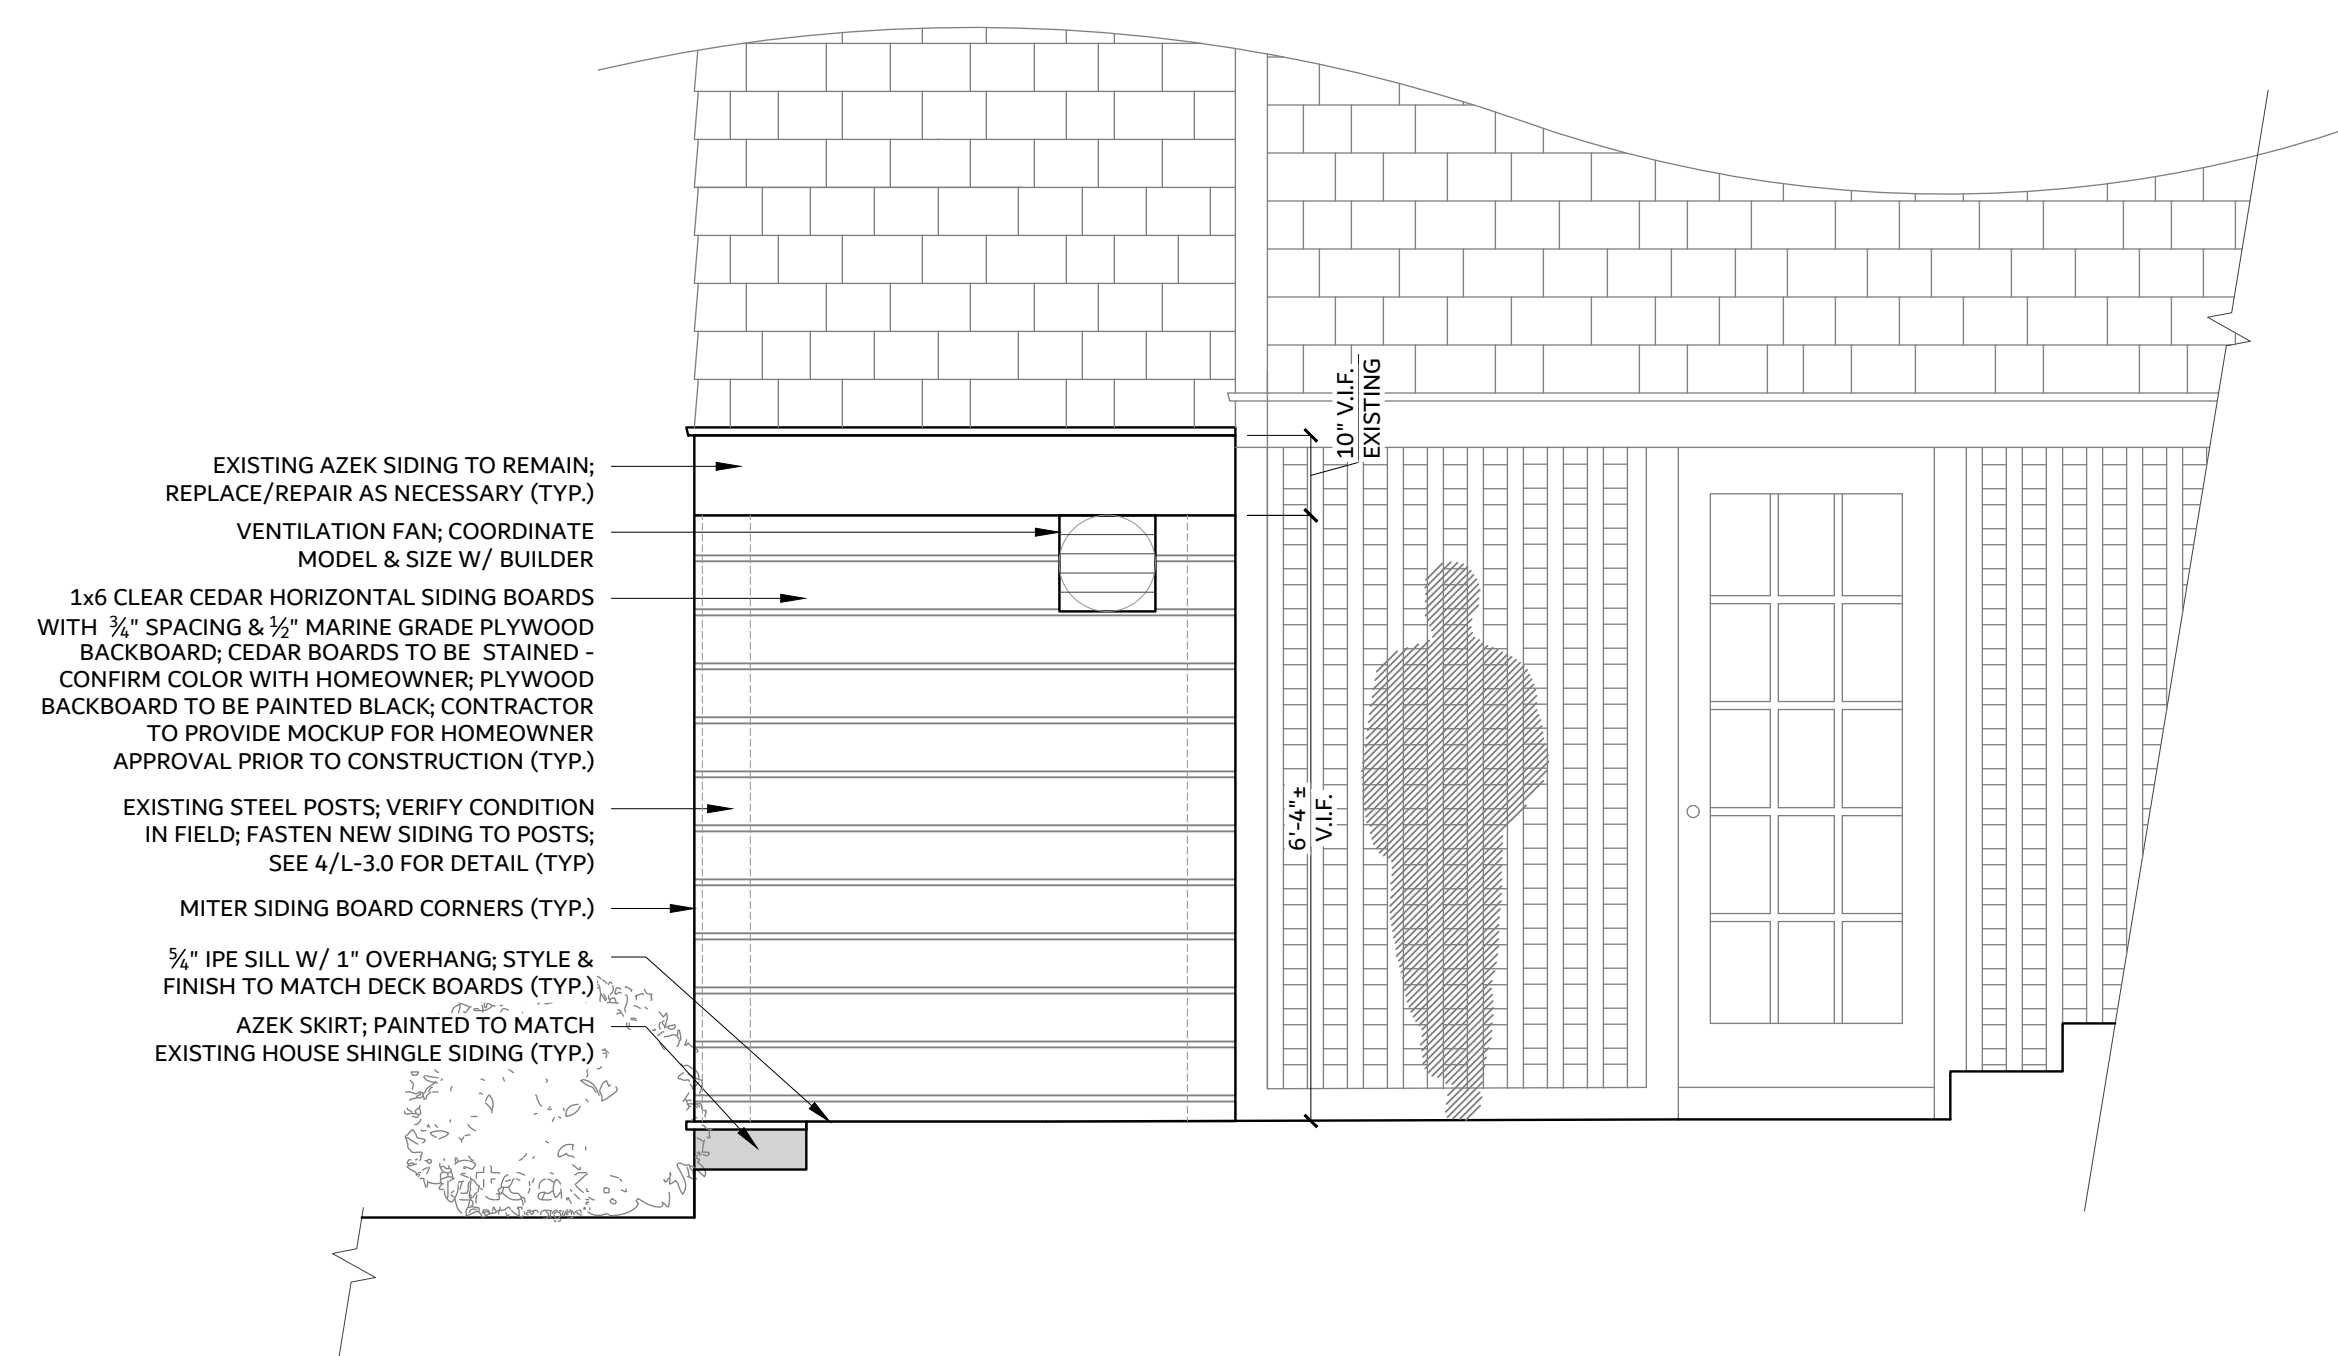 EXISTING AZEK SIDING TO REMAIN;
REPLACE/REPAIR AS NECESSARY (TYP.)
VENTILATION FAN; COORDINATE
MODEL & SIZE W/ BUILDER
1x6 CLEAR CEDAR HORIZONTAL SIDING BOARDS
WITH ¾" SPACING & ½" MARINE GRADE PLYWOOD
BACKBOARD; CEDAR BOARDS TO BE STAINED -
CONFIRM COLOR WITH HOMEOWNER; PLYWOOD
BACKBOARD TO BE PAINTED BLACK; CONTRACTOR
TO PROVIDE MOCKUP FOR HOMEOWNER
APPROVAL PRIOR TO CONSTRUCTION (TYP.)
EXISTING STEEL POSTS; VERIFY CONDITION
IN FIELD; FASTEN NEW SIDING TO POSTS;
SEE 4/L-3.0 FOR DETAIL (TYP)
MITER SIDING BOARD CORNERS (TYP.)
5⁄4" IPE SILL W/ 1" OVERHANG; STYLE &
FINISH TO MATCH DECK BOARDS (TYP.)
AZEK SKIRT; PAINTED TO MATCH
EXISTING HOUSE SHINGLE SIDING (TYP.)
10" V.I.F.
EXISTING
6'-4"±
V.I.F.